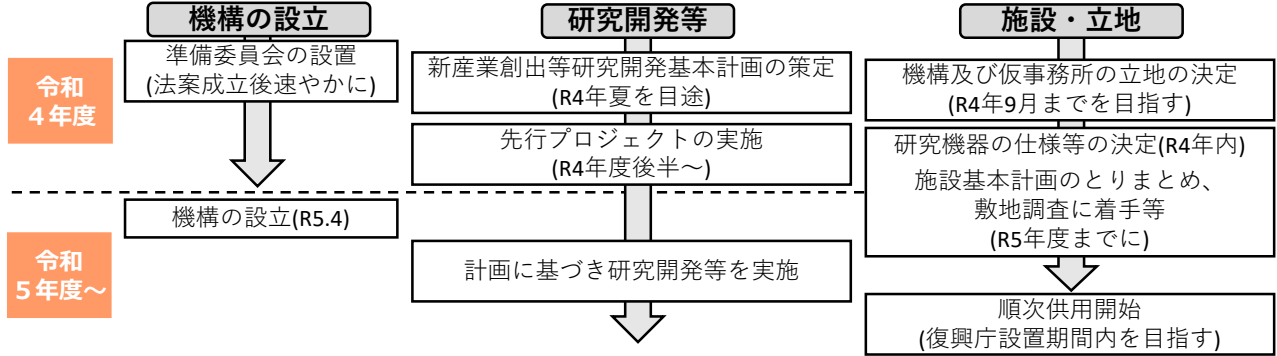 機構の設立
研究開発等
施設・立地
令和
４年度
準備委員会の設置
(法案成立後速やかに)
新産業創出等研究開発基本計画の策定
(R4年夏を目途)
機構及び仮事務所の立地の決定
(R4年9月までを目指す)
先行プロジェクトの実施
(R4年度後半～)
研究機器の仕様等の決定(R4年内)
施設基本計画のとりまとめ、
敷地調査に着手等
(R5年度までに)
令和
５年度～
機構の設立(R5.4)
計画に基づき研究開発等を実施
順次供用開始
(復興庁設置期間内を目指す)